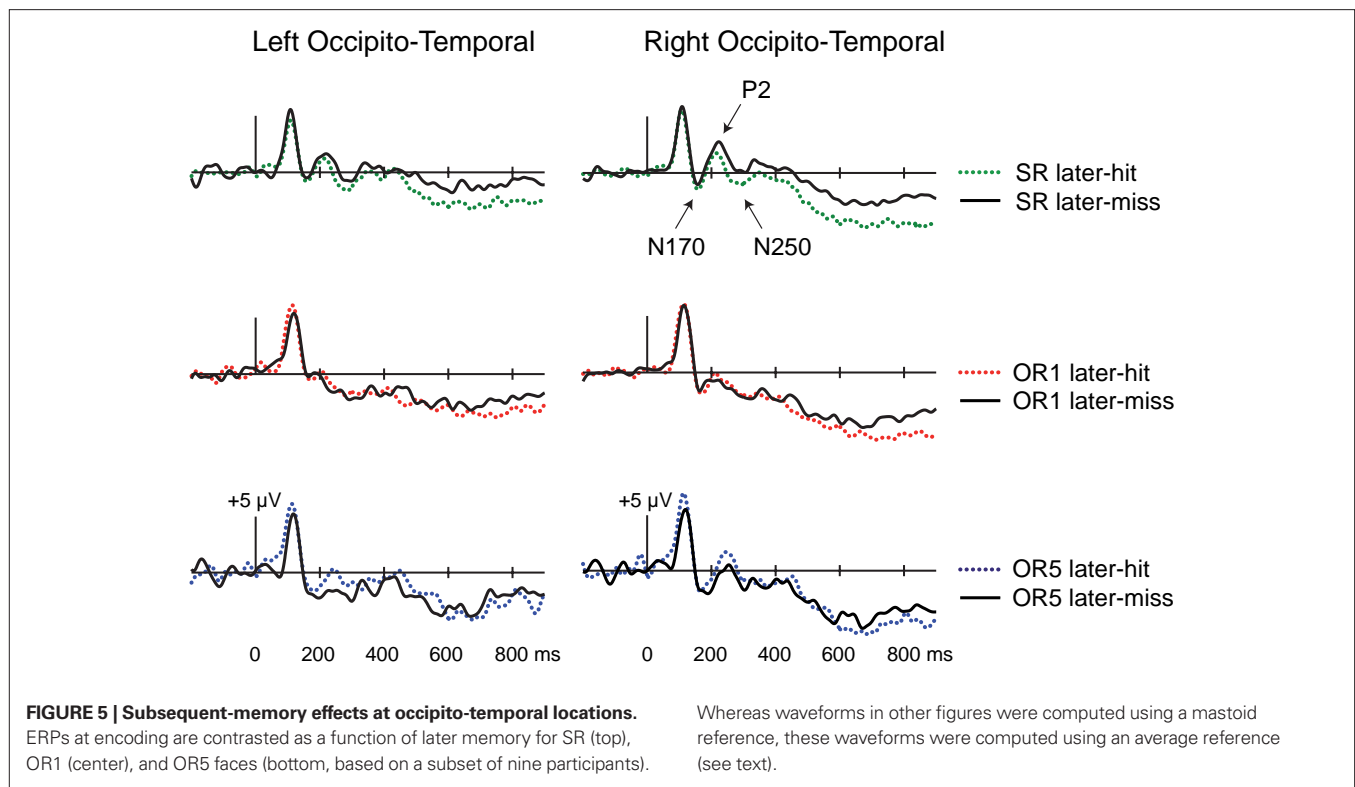 Left Occipito-Temporal
Right Occipito-Temporal
P2
SR later-hit
SR later-miss
N170
N250
OR1 later-hit
OR1 later-miss
+5 µV
+5 µV
OR5 later-hit
OR5 later-miss
0 200 400 600 800 ms
0 200 400 600 800 ms
FIGURE 5 | Subsequent-memory effects at occipito-temporal locations.
ERPs at encoding are contrasted as a function of later memory for SR (top),
OR1 (center), and OR5 faces (bottom, based on a subset of nine participants).
Whereas waveforms in other figures were computed using a mastoid
reference, these waveforms were computed using an average reference
(see text).